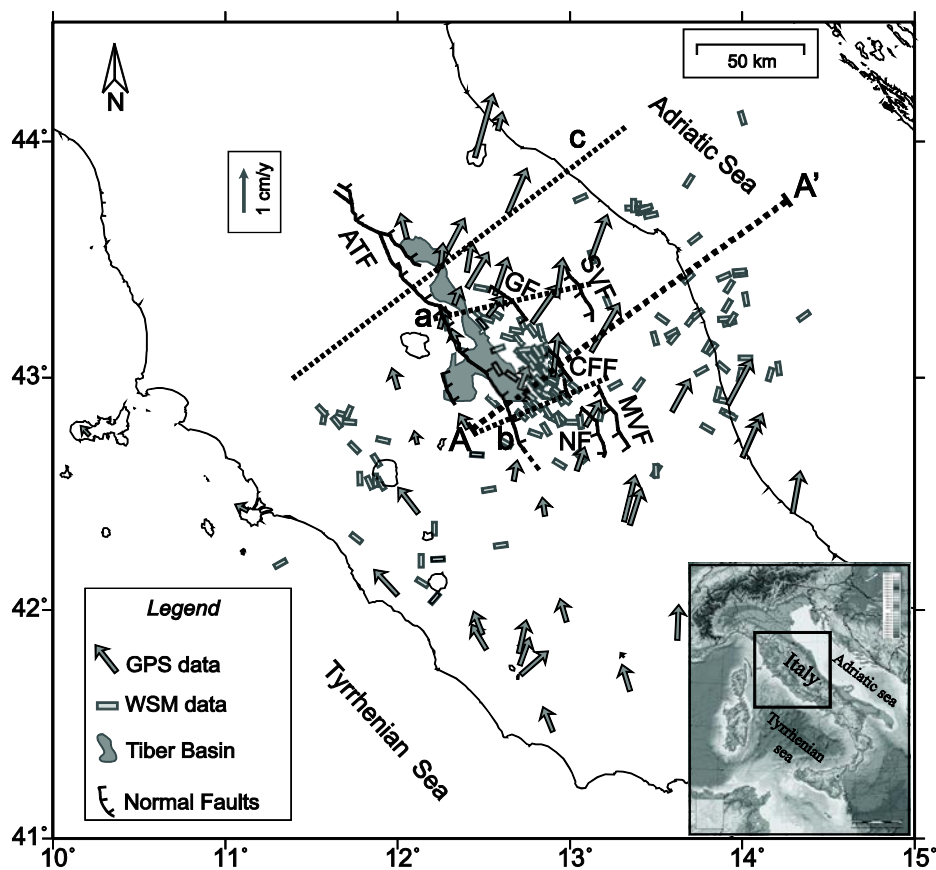 50 km
N
1 cm/y
Adriatic Sea
c
A'
ATF
GF
SVF
a
CFF
MVF
A
b
NF
Tyrrhenian Sea
Legend
GPS data
WSM data
Tiber Basin
Normal Faults
Italy
Adriatic sea
Tyrrhenian
sea
44°
43°
42°
41°
10° 11° 12° 13° 14° 15°